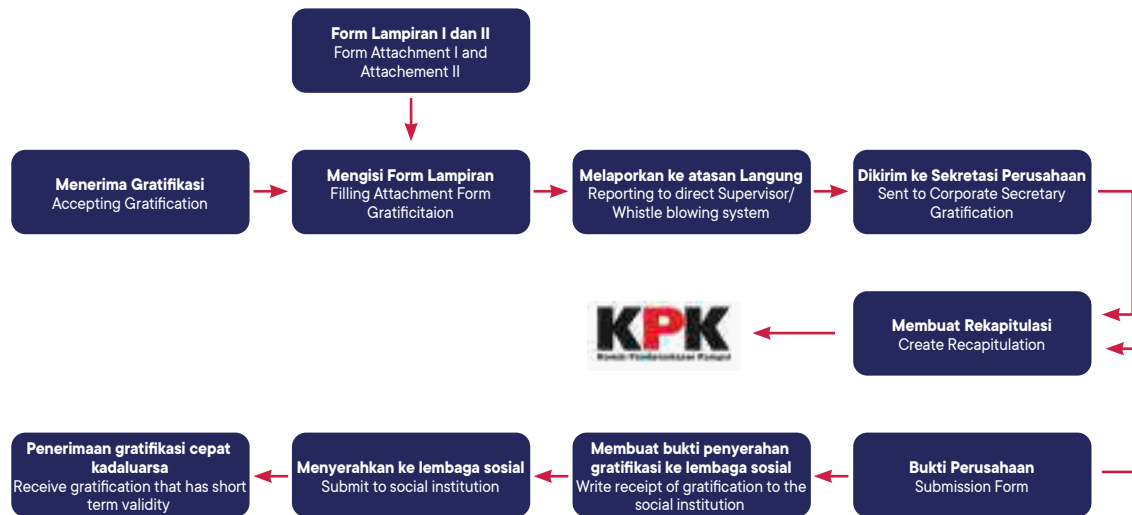 Form Lampiran I dan II
Form Attachment I and
Attachement II
Menerima Gratifikasi
Accepting Gratification
Mengisi Form Lampiran
Filling Attachment Form
Gratificitaion
Melaporkan ke atasan Langung
Reporting to direct Supervisor/
Whistle blowing system
Dikirim ke Sekretasi Perusahaan
Sent to Corporate Secretary
Gratification
KPK
Membuat Rekapitulasi
Create Recapitulation
Penerimaan gratifikasi cepat
kadaluarsa
Receive gratification that has short
term validity
Menyerahkan ke lembaga sosial
Submit to social institution
Membuat bukti penyerahan
gratifikasi ke lembaga sosial
Write receipt of gratification to the
social institution
Bukti Perusahaan
Submission Form